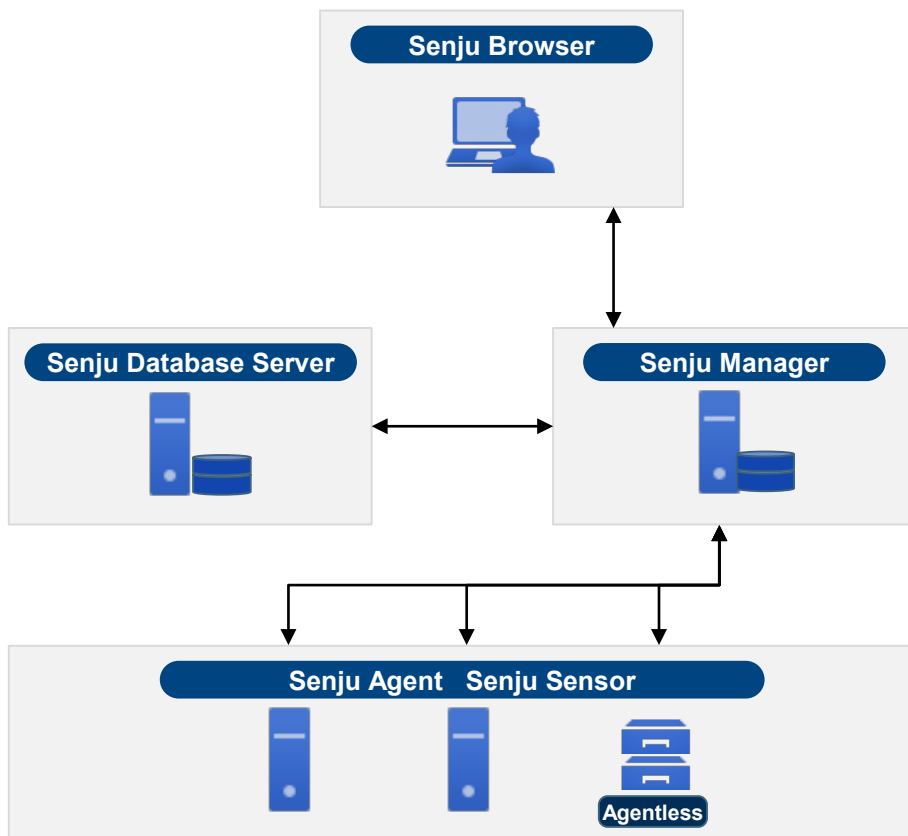 Senju Browser
Senju Database Server
Senju Manager
Senju Agent Senju Sensor
Agentless